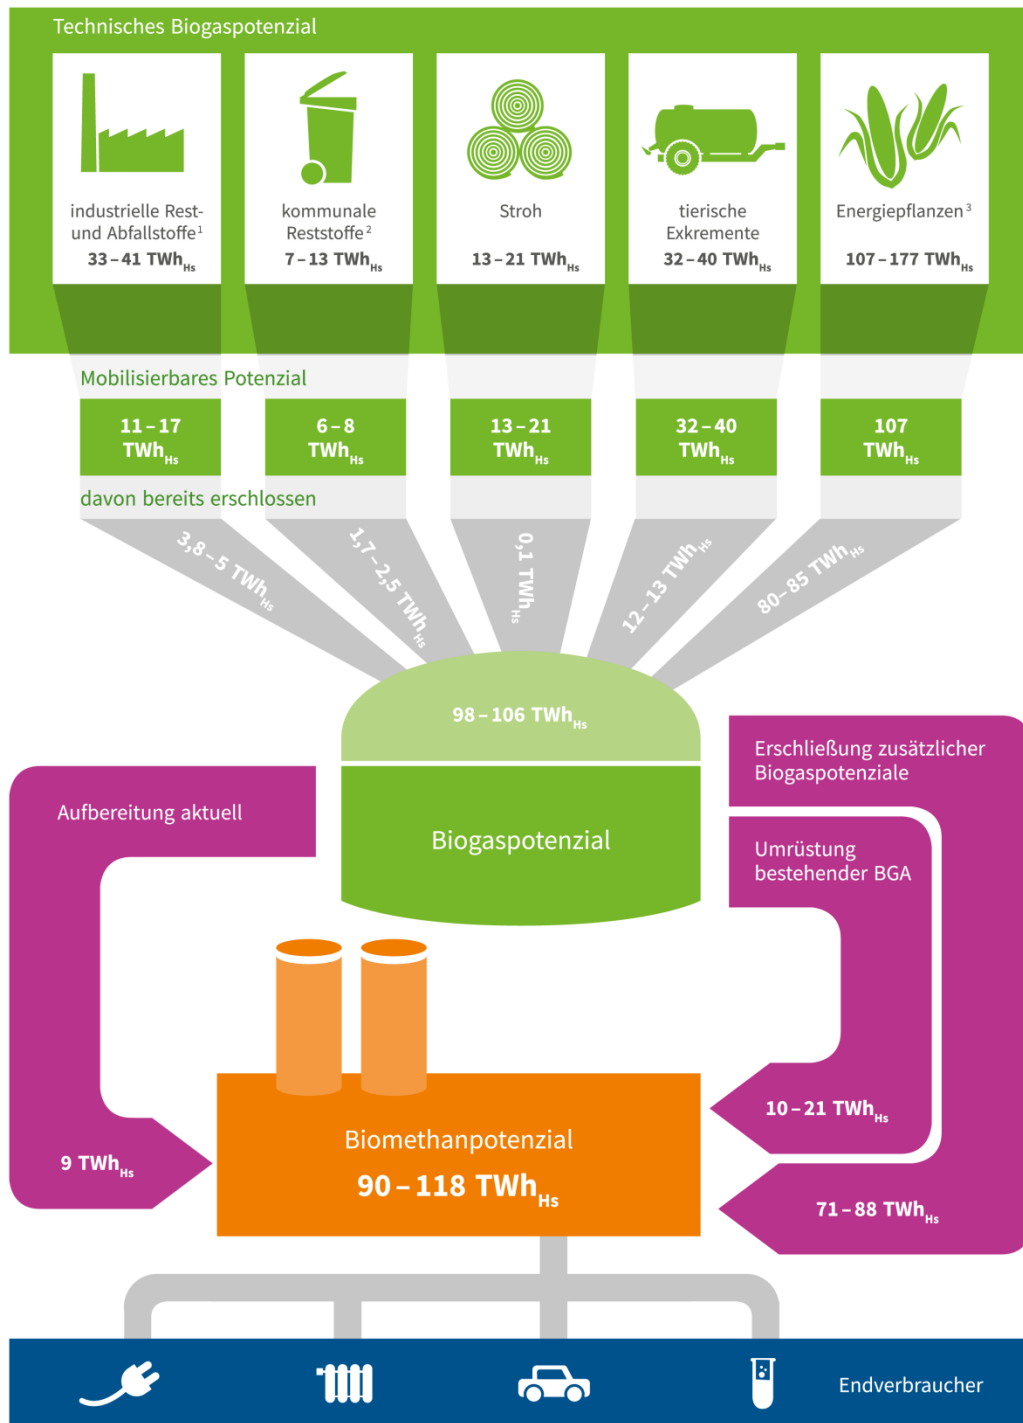 Technisches Biogaspotenzial
industrielle Rest-
und Abfallstoffe¹
33 – 41 TWhHs
kommunale
Reststoffe²
7 – 13 TWhHs
Stroh
13 – 21 TWhHs
tierische
Exkremente
32 – 40 TWhHs
Energiepflanzen³
107 – 177 TWhHs
Mobilisierbares Potenzial
11 – 17
TWhHs
6 – 8
TWhHs
13 – 21
TWhHs
32 – 40
TWhHs
107
TWhHs
davon bereits erschlossen
3,8 – 5 TWhHs
1,7 – 2,5 TWhHs
0,1 TWhHs
12 – 13 TWhHs
80 – 85 TWhHs
98 – 106 TWhHs
Biogaspotenzial
Aufbereitung aktuell
9 TWhHs
Erschließung zusätzlicher
Biogaspotenziale
Umrüstung
bestehender BGA
10 – 21 TWhHs
71 – 88 TWhHs
Biomethanpotenzial
90 – 118 TWhHs
Endverbraucher